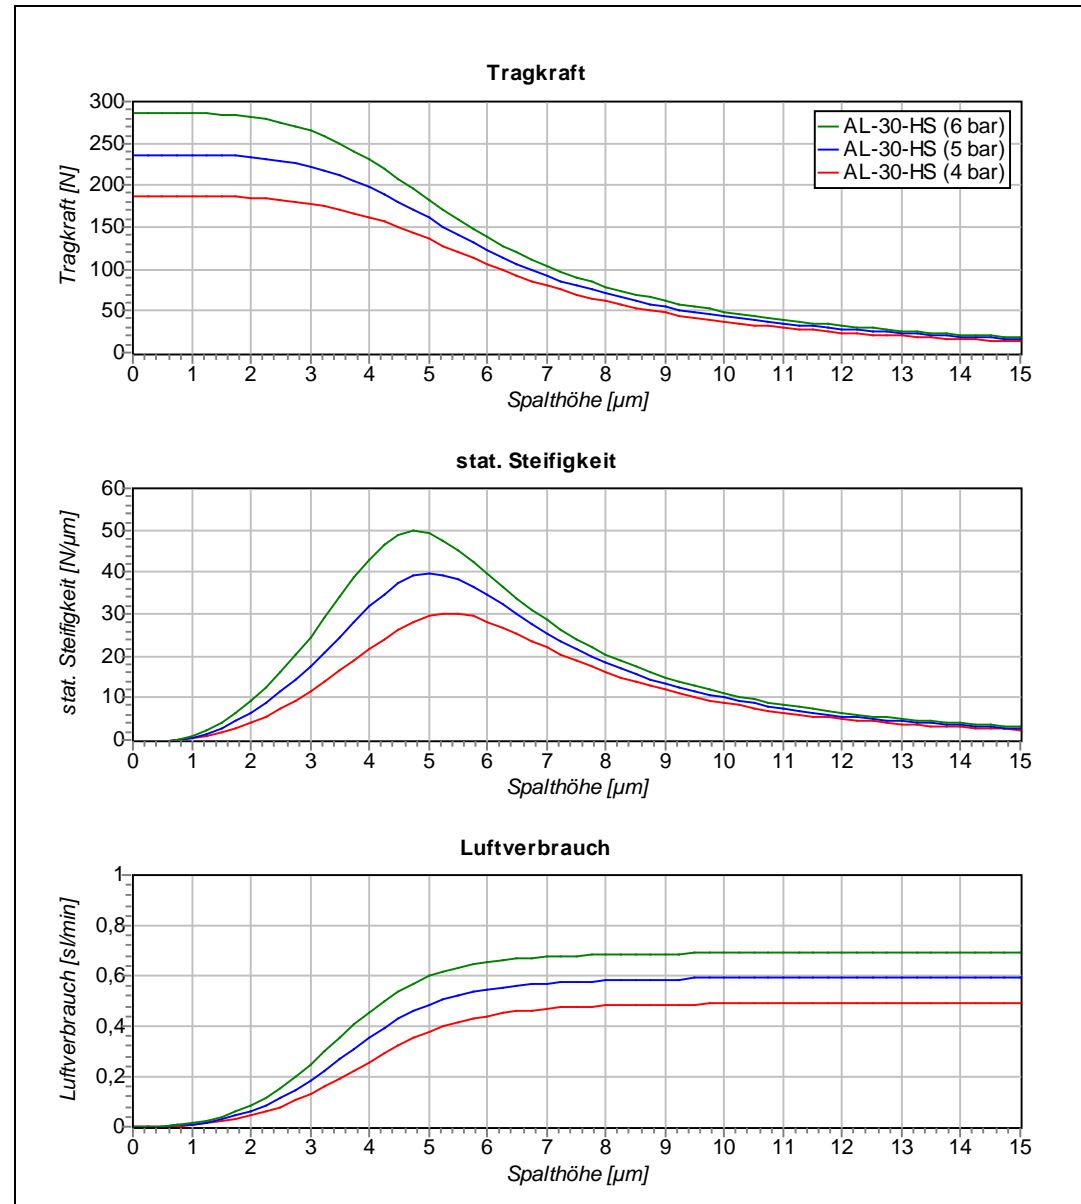 Tragkraft
Tragkraft [N]
300
250
200
150
100
50
0
AL-30-HS (6 bar)
AL-30-HS (5 bar)
AL-30-HS (4 bar)
0 1 2 3 4 5 6 7 8 9 10 11 12 13 14 15
Spalthöhe [µm]
stat. Steifigkeit
stat. Steifigkeit [N/µm]
60
50
40
30
20
10
0
0 1 2 3 4 5 6 7 8 9 10 11 12 13 14 15
Spalthöhe [µm]
Luftverbrauch
Luftverbrauch [sl/min]
1
0,8
0,6
0,4
0,2
0
0 1 2 3 4 5 6 7 8 9 10 11 12 13 14 15
Spalthöhe [µm]